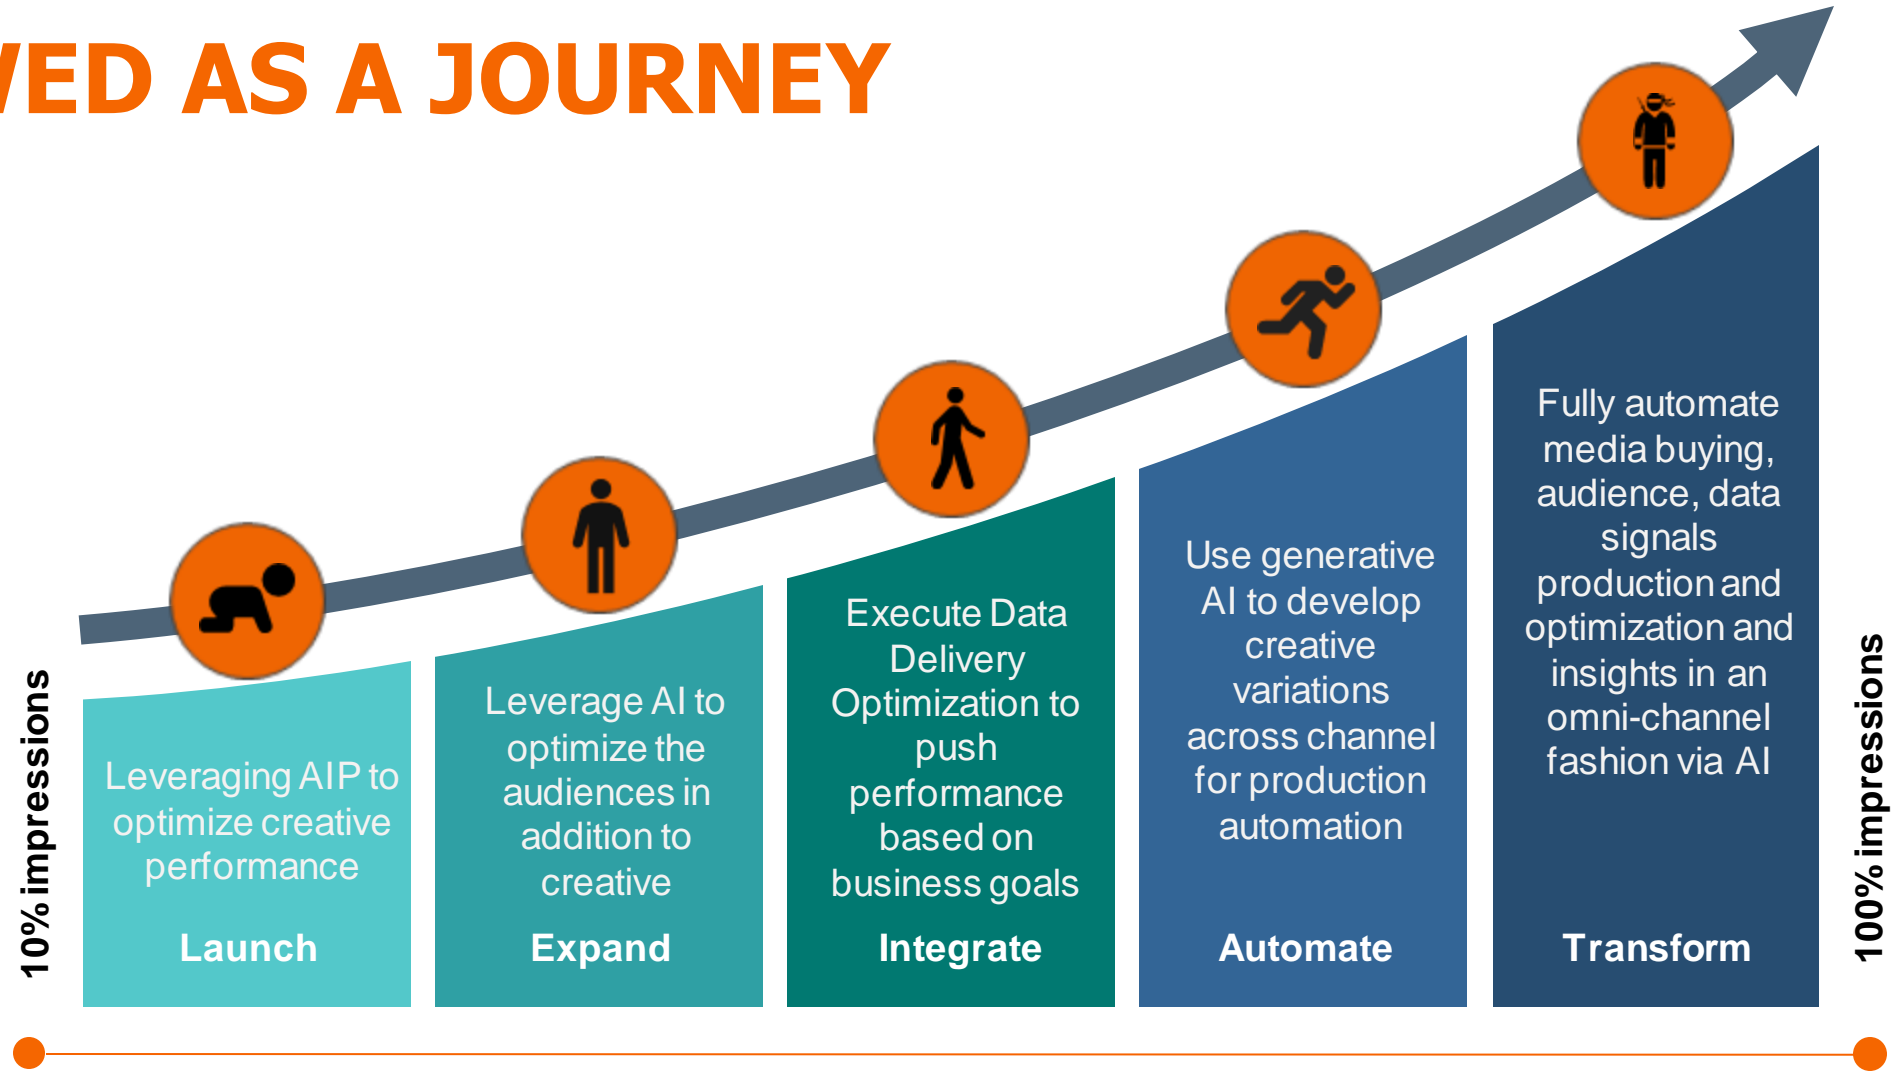 WED AS A JOURNEY
10% impressions
Leveraging AIP to
optimize creative
performance
Launch
Leverage AI to
optimize the
audiences in
addition to
creative
Expand
Execute Data
Delivery
Optimization to
push
performance
based on
business goals
Integrate
Use generative
AI to develop
creative
variations
across channel
for production
automation
Automate
Fully automate
media buying,
audience, data
signals
production and
optimization and
insights in an
omni-channel
fashion via AI
Transform
100% impressions